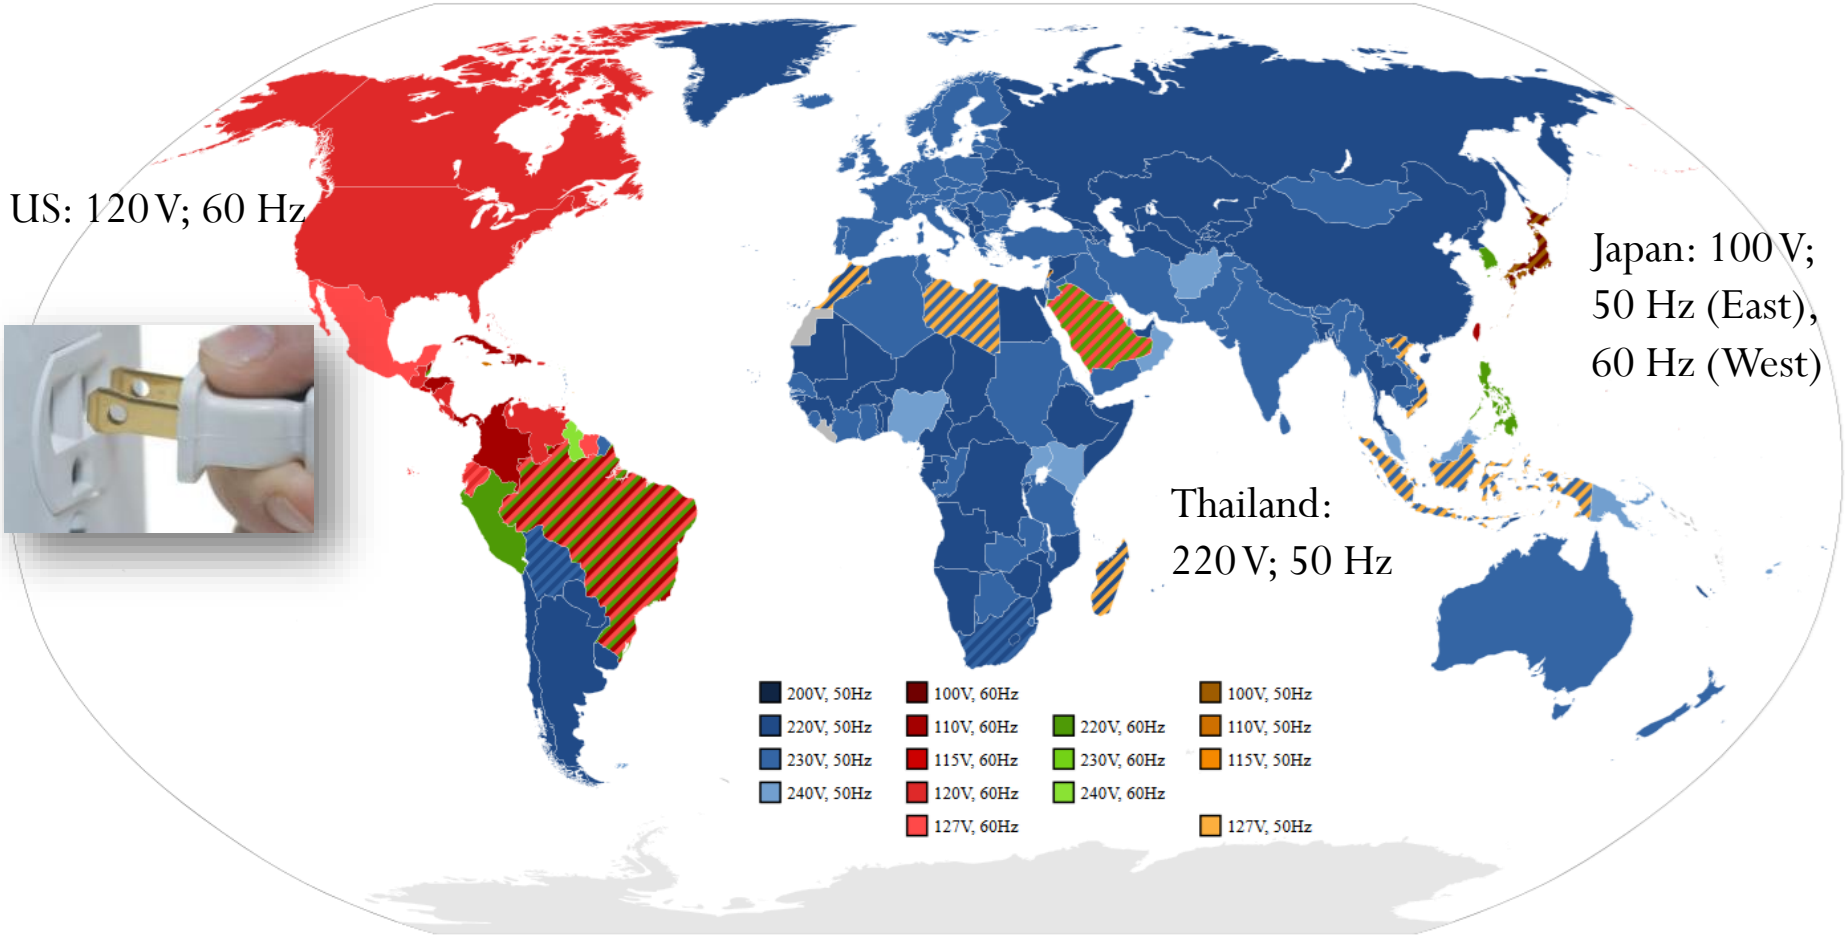 US: 120 V; 60 Hz
Japan: 100 V;
50 Hz (East),
60 Hz (West)
Thailand:
220 V; 50 Hz
200V, 50Hz
220V, 50Hz
230V, 50Hz
240V, 50Hz
100V, 60Hz
110V, 60Hz
115V, 60Hz
120V, 60Hz
127V, 60Hz
220V, 60Hz
230V, 60Hz
240V, 60Hz
100V, 50Hz
110V, 50Hz
115V, 50Hz
127V, 50Hz